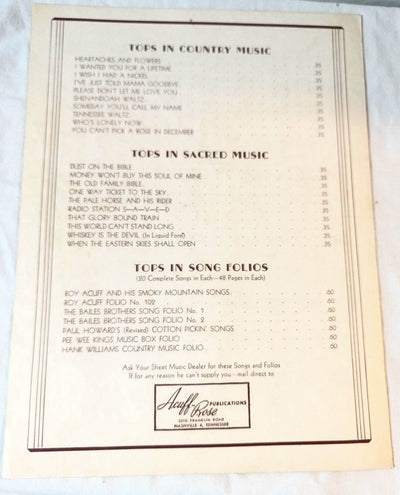 TOPS IN COUNTRY MUSIC
HEARTACHES AND FLOWERS .35
I WANTED YOU FOR A LIFETIME .35
I WISH I HAD A NICKEL .35
I'VE JUST TOLD MAMA GOODBYE .35
PLEASE DON'T LET ME LOVE YOU .35
SHENANDOAH WALTZ .35
SOMEDAY YOU'LL CALL MY NAME .35
TENNESSEE WALTZ .35
WHO'S LONELY NOW .35
YOU CAN'T PICK A ROSE IN DECEMBER .35
TOPS IN SACRED MUSIC
DUST ON THE BIBLE .35
MONEY WON'T BUY THIS SOUL OF MINE .35
THE OLD FAMILY BIBLE .35
ONE WAY TICKET TO THE SKY .35
THE PALE HORSE AND HIS RIDER .35
RADIO STATION S—A—V—E—D .35
THAT GLORY BOUND TRAIN .35
THIS WORLD CAN'T STAND LONG .35
WHISKEY IS THE DEVIL (In Liquid Form) .35
WHEN THE EASTERN SKIES SHALL OPEN .35
TOPS IN SONG FOLIOS
(20 Complete Songs in Each—48 Pages in Each)
ROY ACUFF AND HIS SMOKY MOUNTAIN SONGS .60
ROY ACUFF FOLIO No. 102 .60
THE BAILES BROTHERS SONG FOLIO No. 1 .60
THE BAILES BROTHERS SONG FOLIO No. 2 .60
PAUL HOWARD'S (Revised) COTTON PICKIN' SONGS .60
PEE WEE KINGS MUSIC BOX FOLIO .60
HANK WILLIAMS COUNTRY MUSIC FOLIO .60
Ask Your Sheet Music Dealer for these Songs and Folios
If for any reason he can't supply you—mail direct to
Acuff-Rose PUBLICATIONS
2510 FRANKLIN ROAD
NASHVILLE 4, TENNESSEE